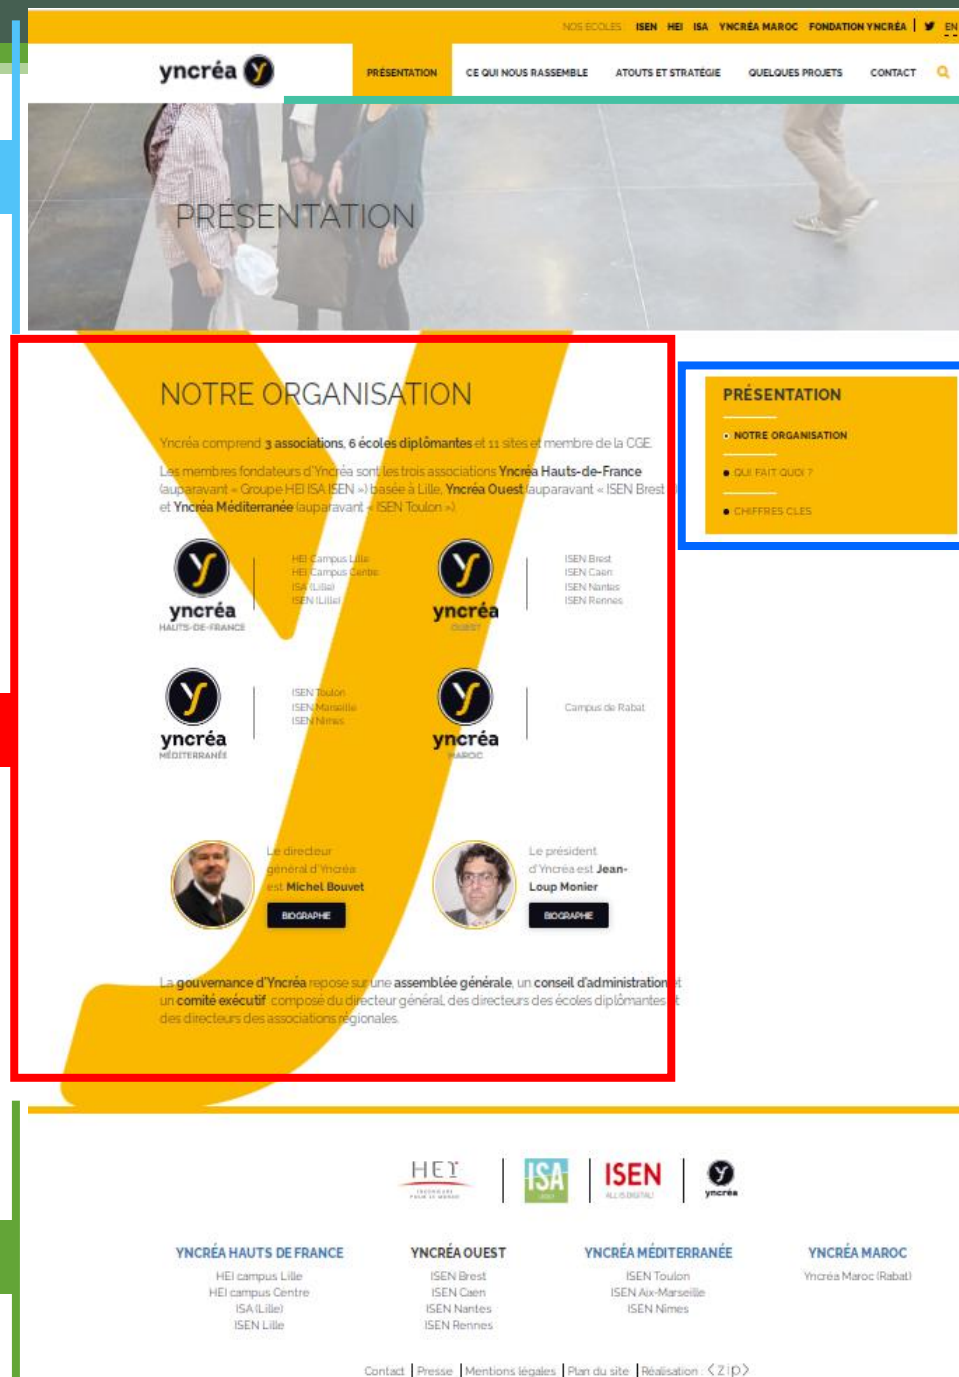 NOS ECOLES : ISEN HEI ISA YNCRÉA MAROC FONDATION YNCRÉA EN
yncréa
PRÉSENTATION CE QUI NOUS RASSEMBLE ATOUTS ET STRATÉGIE QUELQUES PROJETS CONTACT
PRÉSENTATION
NOTRE ORGANISATION
Yncréa comprend 3 associations, 6 écoles diplômantes et 11 sites et membre de la CGE.
Les membres fondateurs d'Yncréa sont les trois associations Yncréa Hauts-de-France
(auparavant « Groupe HEI ISA ISEN ») basée à Lille, Yncréa Ouest (auparavant « ISEN Brest »)
et Yncréa Méditerranée (auparavant « ISEN Toulon »).
yncréa
HAUTS-DE-FRANCE
HEI Campus Lille
HEI Campus Centre
ISA (Lille)
ISEN (Lille)
yncréa
OUEST
ISEN Brest
ISEN Caen
ISEN Nantes
ISEN Rennes
yncréa
MÉDITERRANÉE
ISEN Toulon
ISEN Marseille
ISEN Nîmes
yncréa
MAROC
Campus de Rabat
Le directeur
général d'Yncréa
est Michel Bouvet
BIOGRAPHIE
Le président
d'Yncréa est Jean-
Loup Monier
BIOGRAPHIE
La gouvernance d'Yncréa repose sur une assemblée générale, un conseil d'administration et
un comité exécutif composé du directeur général, des directeurs des écoles diplômantes et
des directeurs des associations régionales.
PRÉSENTATION
NOTRE ORGANISATION
QUI FAIT QUOI ?
CHIFFRES CLES
HEI
INGÉNIEURS
POUR LE MONDE
ISA
ISEN
ALL IS DIGITAL!
yncréa
YNCRÉA HAUTS DE FRANCE
HEI campus Lille
HEI campus Centre
ISA (Lille)
ISEN Lille
YNCRÉA OUEST
ISEN Brest
ISEN Caen
ISEN Nantes
ISEN Rennes
YNCRÉA MÉDITERRANÉE
ISEN Toulon
ISEN Aix-Marseille
ISEN Nîmes
YNCRÉA MAROC
Yncréa Maroc (Rabat)
Contact | Presse | Mentions légales | Plan du site | Réalisation : <zip>